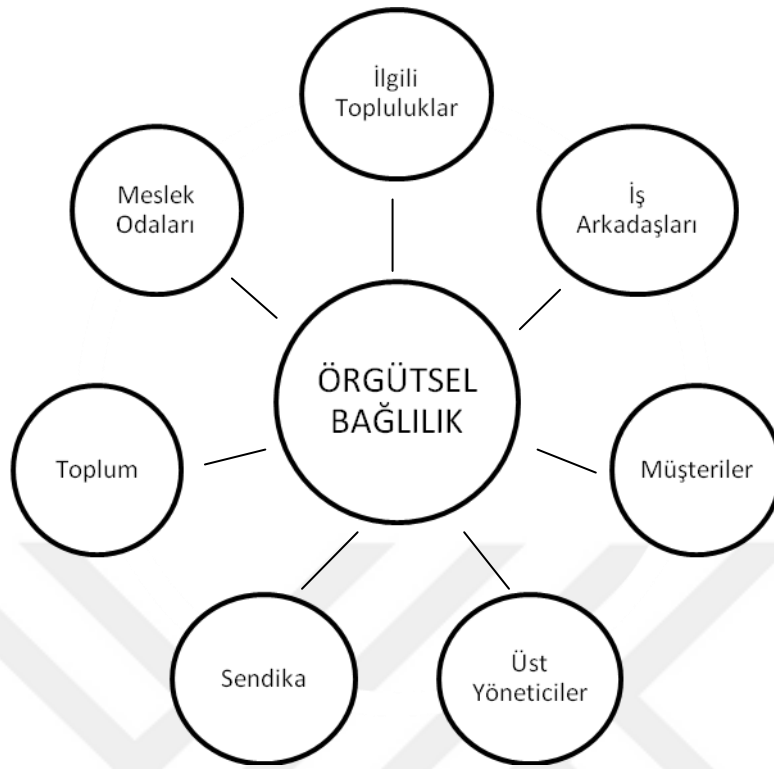 İlgili
Topluluklar
Meslek
Odaları
İş
Arkadaşları
ÖRGÜTSEL
BAĞLILIK
Toplum
Müşteriler
Sendika
Üst
Yöneticiler